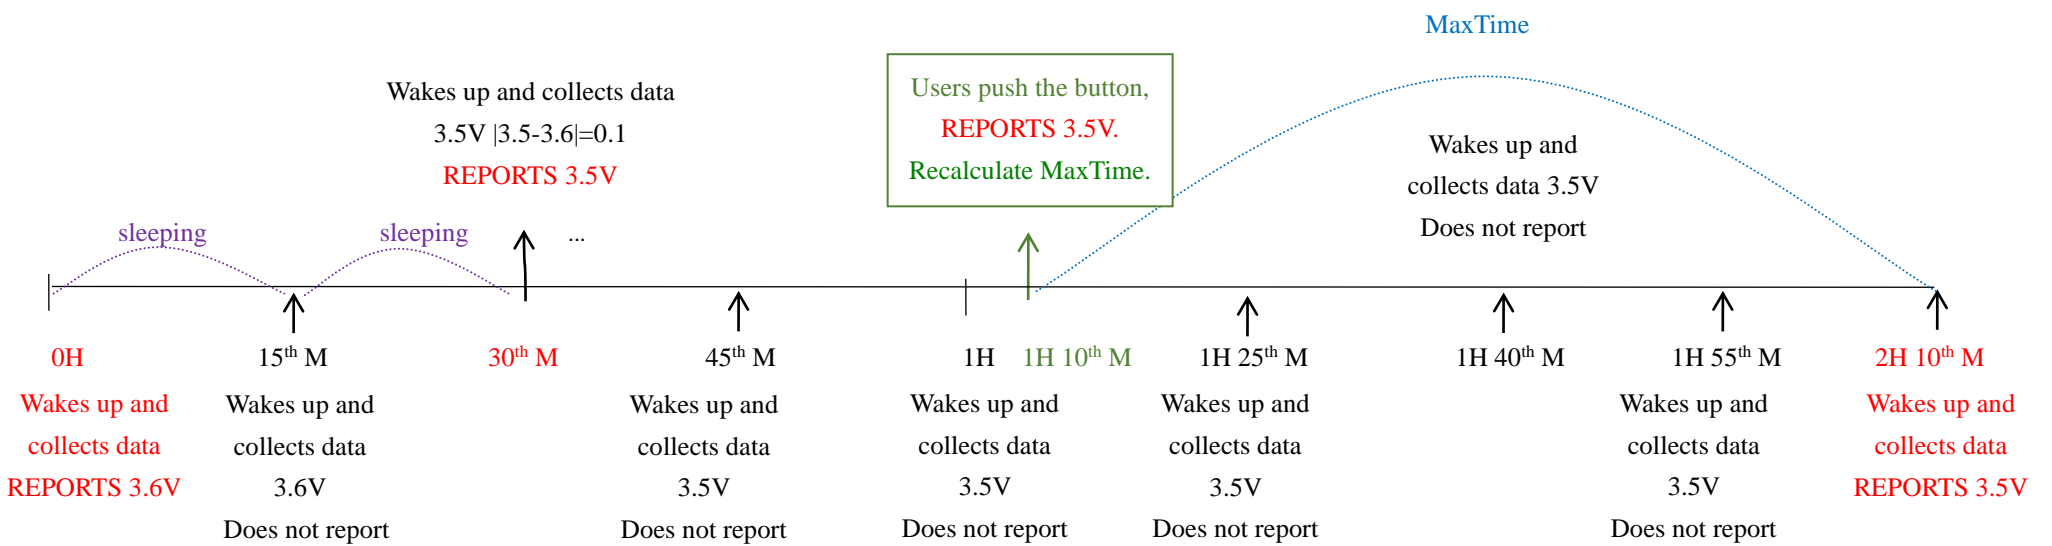 MaxTime
Wakes up and collects data
3.5V |3.5-3.6|=0.1
REPORTS 3.5V
Users push the button,
REPORTS 3.5V.
Recalculate MaxTime.
Wakes up and
collects data 3.5V
Does not report
sleeping
sleeping
...
0H
Wakes up and
collects data
REPORTS 3.6V
15th M
Wakes up and
collects data
3.6V
Does not report
30th M
45th M
Wakes up and
collects data
3.5V
Does not report
1H
Wakes up and
collects data
3.5V
Does not report
1H 10th M
1H 25th M
Wakes up and
collects data
3.5V
Does not report
1H 40th M
1H 55th M
Wakes up and
collects data
3.5V
Does not report
2H 10th M
Wakes up and
collects data
REPORTS 3.5V